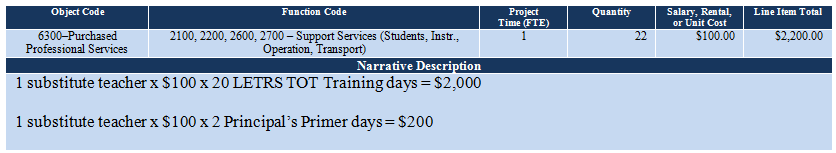 Object Code Function Code Project Time (FTE) Quantity Salary, Rental, or Unit Cost Line Item Total
6300–Purchased Professional Services 2100, 2200, 2600, 2700 – Support Services (Students, Instr., Operation, Transport) 1 22 $100.00 $2,200.00
Narrative Description
1 substitute teacher x $100 x 20 LETRS TOT Training days = $2,000
1 substitute teacher x $100 x 2 Principal's Primer days = $200